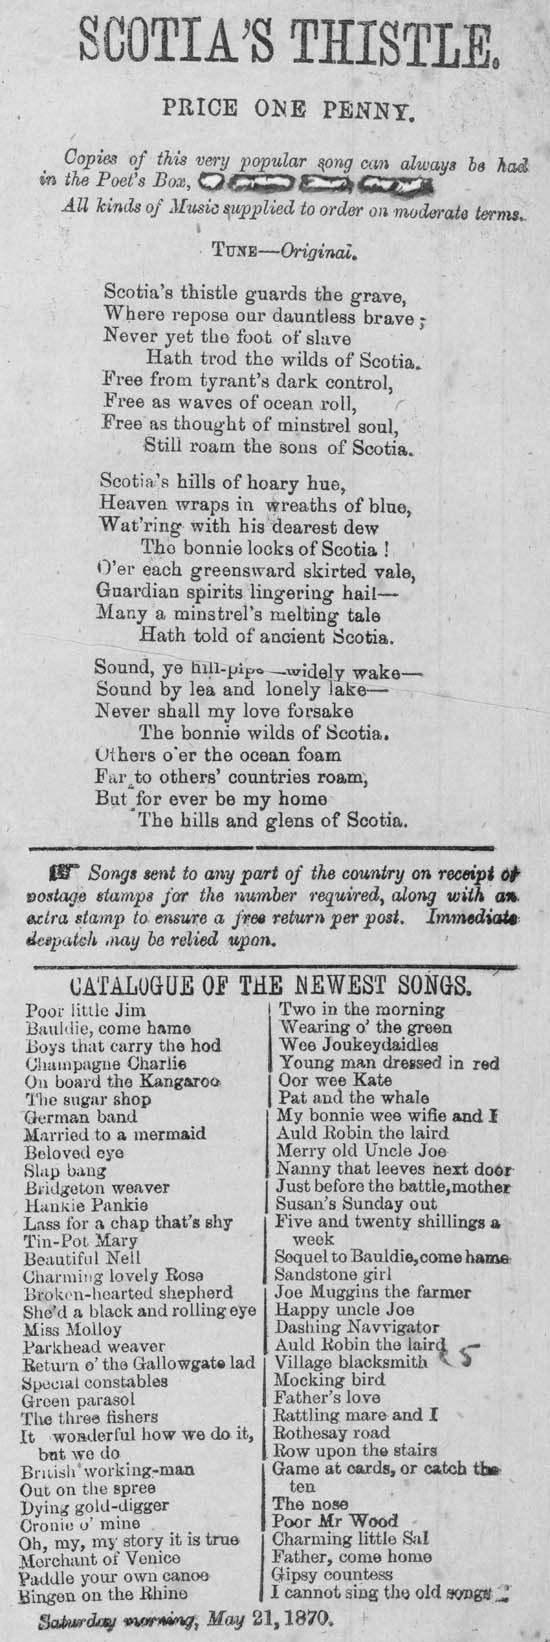 SCOTIA'S THISTLE.
PRICE ONE PENNY.
Copies of this very popular song can always be had
in the Poet's Box,
All kinds of Music supplied to order on moderate terms.
TUNE—Original.
Scotia's thistle guards the grave,
Where repose our dauntless brave;
Never yet the foot of slave
Hath trod the wilds of Scotia.
Free from tyrant's dark control,
Free as waves of ocean roll,
Free as thought of minstrel soul,
Still roam the sons of Scotia.
Scotia's hills of hoary hue,
Heaven wraps in wreaths of blue,
Wat'ring with his dearest dew
The bonnie locks of Scotia!
O'er each greensward skirted vale,
Guardian spirits lingering hail—
Many a minstrel's melting tale
Hath told of ancient Scotia.
Sound, ye hill-pipe—widely wake—
Sound by lea and lonely lake—
Never shall my love forsake
The bonnie wilds of Scotia.
Others o'er the ocean foam
Far to others' countries roam,
But for ever be my home
The hills and glens of Scotia.
☞ Songs sent to any part of the country on receipt of
postage stamps for the number required, along with an
extra stamp to ensure a free return per post. Immediate
despatch may be relied upon.
CATALOGUE OF THE NEWEST SONGS.
Poor little Jim
Bauldie, come hame
Boys that carry the hod
Champagne Charlie
On board the Kangaroo
The sugar shop
German band
Married to a mermaid
Beloved eye
Slap bang
Bridgeton weaver
Hankie Pankie
Lass for a chap that's shy
Tin-Pot Mary
Beautiful Nell
Charming lovely Rose
Broken-hearted shepherd
She'd a black and rolling eye
Miss Molloy
Parkhead weaver
Return o' the Gallowgate lad
Special constables
Green parasol
The three fishers
It wonderful how we do it,
but we do
British working-man
Out on the spree
Dying gold-digger
Cronie o' mine
Oh, my, my story it is true
Merchant of Venice
Paddle your own canoe
Bingen on the Rhine
Two in the morning
Wearing o' the green
Wee Joukeydaidles
Young man dressed in red
Oor wee Kate
Pat and the whale
My bonnie wee wifie and I
Auld Robin the laird
Merry old Uncle Joe
Nanny that leeves next door
Just before the battle, mother
Susan's Sunday out
Five and twenty shillings a
week
Sequel to Bauldie, come hame
Sandstone girl
Joe Muggins the farmer
Happy uncle Joe
Dashing Navvigator
Auld Robin the laird
Village blacksmith 5
Mocking bird
Father's love
Rattling mare and I
Rothesay road
Row upon the stairs
Game at cards, or catch the
ten
The nose
Poor Mr Wood
Charming little Sal
Father, come home
Gipsy countess
I cannot sing the old songs
Saturday morning, May 21, 1870.